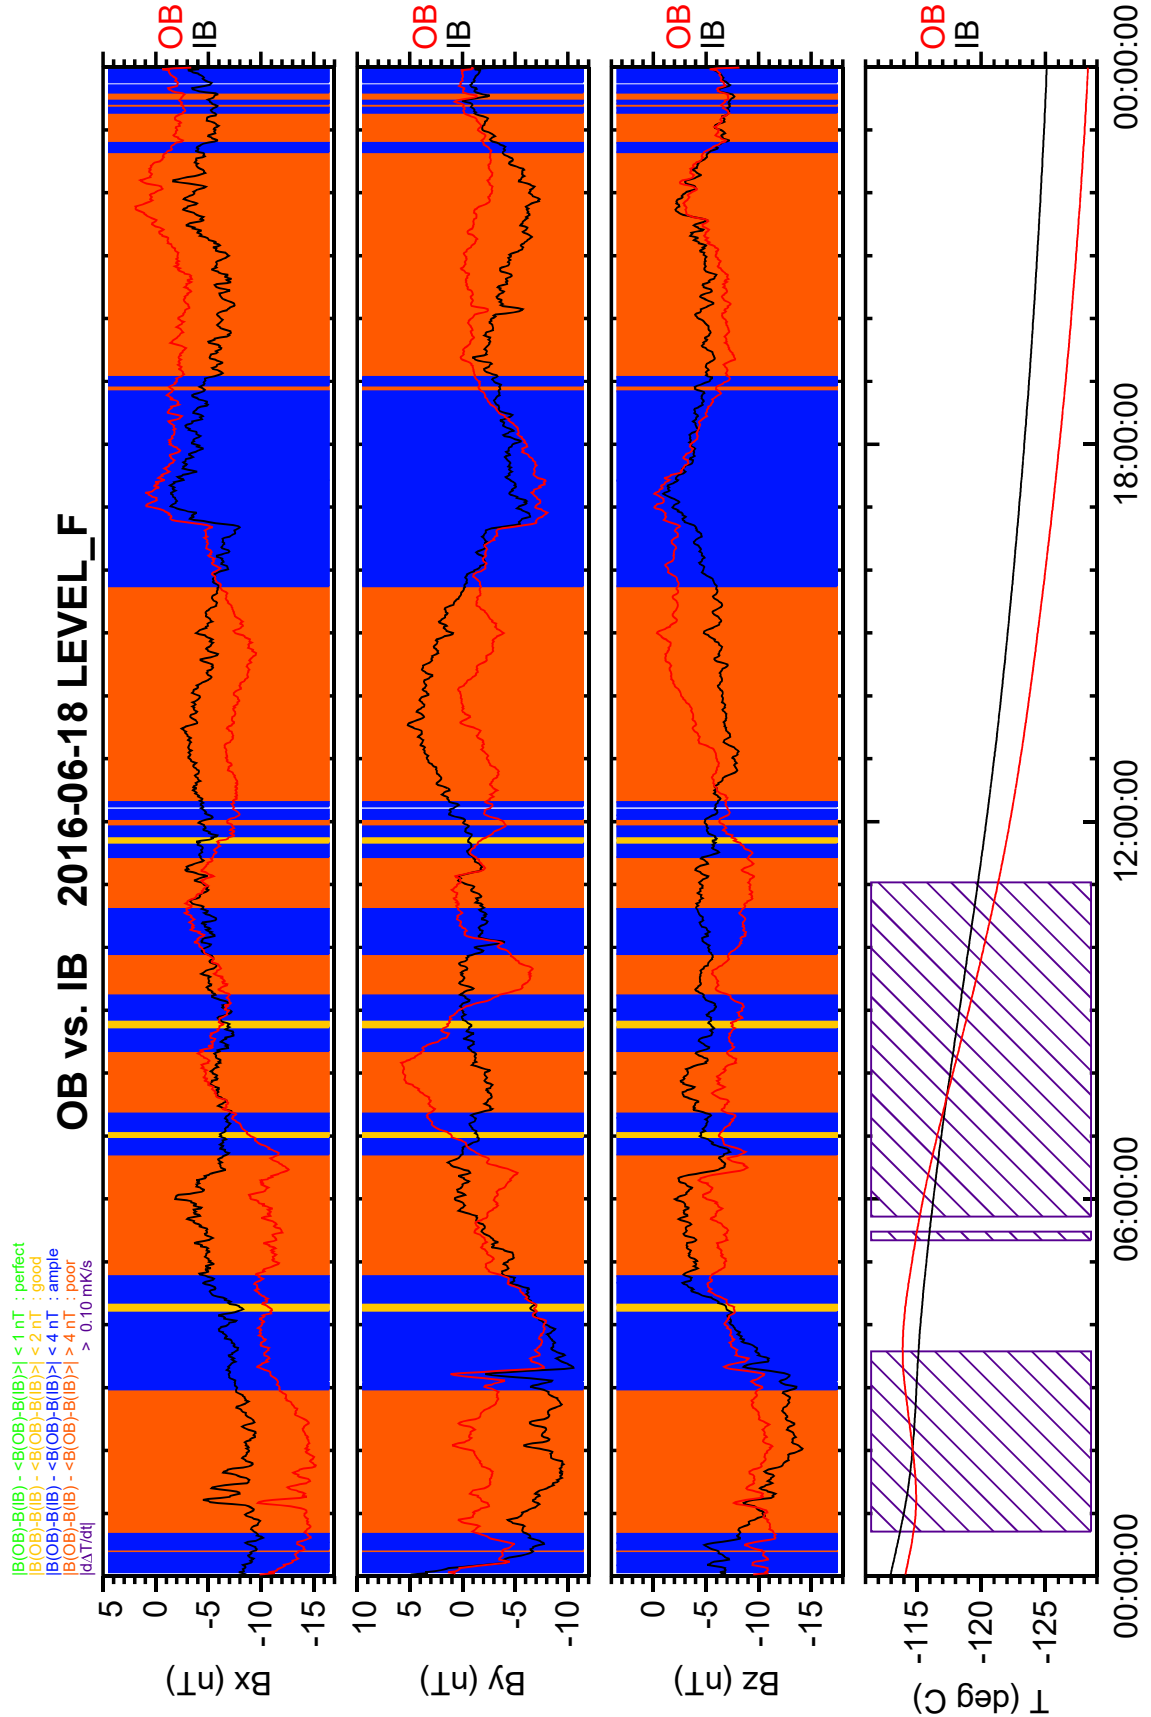 OB vs. IB 2016-06-18 LEVEL_F
|B(OB)-B(IB) - <B(OB)-B(IB)>| < 1 nT : perfect
|B(OB)-B(IB) - <B(OB)-B(IB)>| < 2 nT : good
|B(OB)-B(IB) - <B(OB)-B(IB)>| < 4 nT : ample
|B(OB)-B(IB) - <B(OB)-B(IB)>| > 4 nT : poor
|dΔT/dt| > 0.10 mK/s
Bx (nT)
5
0
-5
-10
-15
OB
IB
By (nT)
10
5
0
-5
-10
OB
IB
Bz (nT)
0
-5
-10
-15
OB
IB
T (deg C)
-115
-120
-125
OB
IB
00:00:00 06:00:00 12:00:00 18:00:00 00:00:00